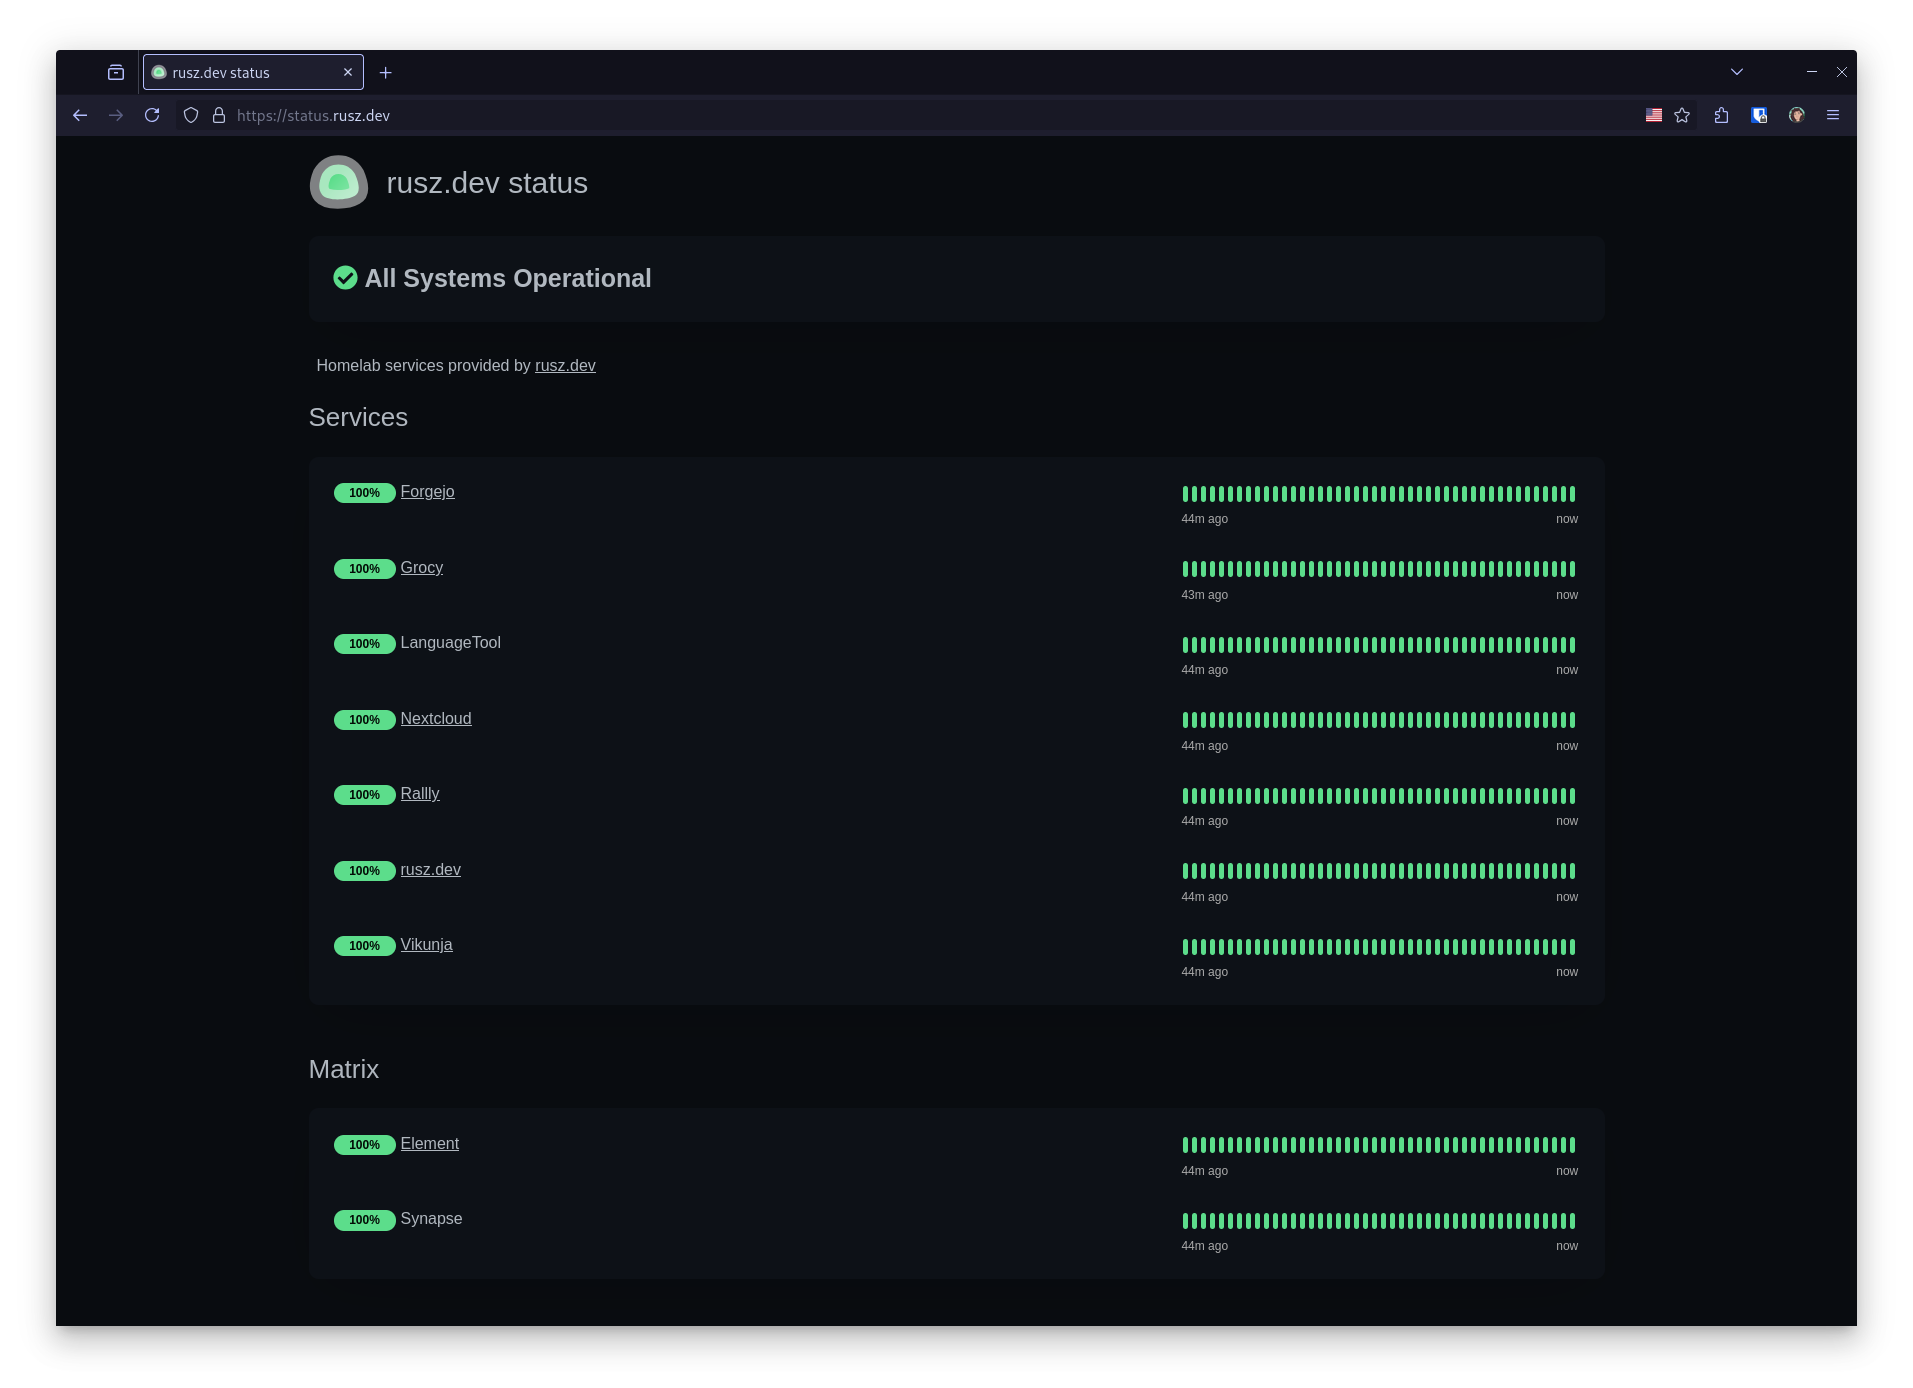 rusz.dev status
https://status.rusz.dev
rusz.dev status
All Systems Operational
Homelab services provided by rusz.dev
Services
100% Forgejo
44m ago now
100% Grocy
43m ago now
100% LanguageTool
44m ago now
100% Nextcloud
44m ago now
100% Rallly
44m ago now
100% rusz.dev
44m ago now
100% Vikunja
44m ago now
Matrix
100% Element
44m ago now
100% Synapse
44m ago now